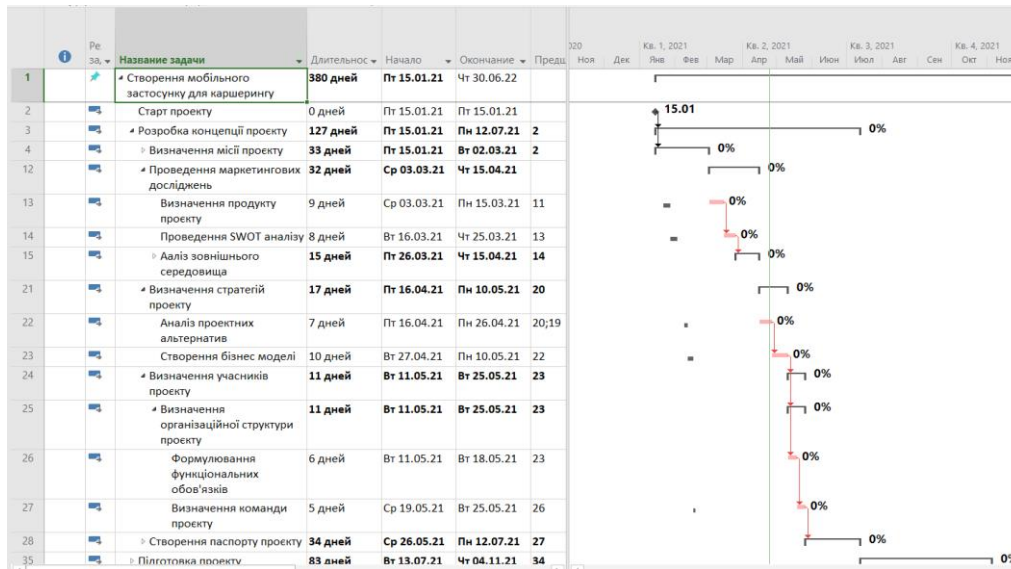 Ре
за,
Название задачи
Длительнос
Начало
Окончание
Предш
020
Кв. 1, 2021
Кв. 2, 2021
Кв. 3, 2021
Кв. 4, 2021
Ноя Дек Янв Фев Мар Апр Май Июн Июл Авг Сен Окт Ноя
1 Створення мобільного 380 дней Пт 15.01.21 Чт 30.06.22
застосунку для каршерингу
2 Старт проекту 0 дней Пт 15.01.21 Пт 15.01.21 15.01
3 Розробка концепції проєкту 127 дней Пт 15.01.21 Пн 12.07.21 2 0%
4 Визначення місії проєкту 33 дней Пт 15.01.21 Вт 02.03.21 2 0%
12 Проведення маркетингових 32 дней Ср 03.03.21 Чт 15.04.21 0%
досліджень
13 Визначення продукту 9 дней Ср 03.03.21 Пн 15.03.21 11 0%
проєкту
14 Проведення SWOT аналізу 8 дней Вт 16.03.21 Чт 25.03.21 13 0%
15 Ааліз зовнішнього 15 дней Пт 26.03.21 Чт 15.04.21 14 0%
середовища
21 Визначення стратегій 17 дней Пт 16.04.21 Пн 10.05.21 20 0%
проекту
22 Аналіз проектних 7 дней Пт 16.04.21 Пн 26.04.21 20;19 0%
альтернатив
23 Створення бізнес моделі 10 дней Вт 27.04.21 Пн 10.05.21 22 0%
24 Визначення учасників 11 дней Вт 11.05.21 Вт 25.05.21 23 0%
проєкту
25 Визначення 11 дней Вт 11.05.21 Вт 25.05.21 23 0%
організаційної структури
проєкту
26 Формулювання 6 дней Вт 11.05.21 Вт 18.05.21 23 0%
функціональних
обов'язків
27 Визначення команди 5 дней Ср 19.05.21 Вт 25.05.21 26 0%
проєкту
28 Створення паспорту проєкту 34 дней Ср 26.05.21 Пн 12.07.21 27 0%
35 Підготовка проекту 83 дней Вт 13.07.21 Чт 04.11.21 34